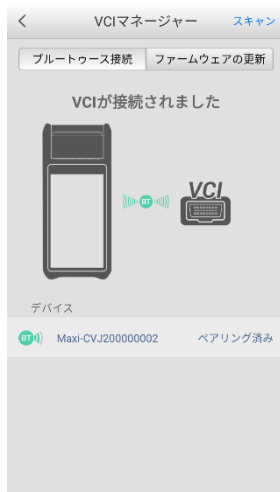 VCIマネージャー
スキャン
ブルートゥース接続
ファームウェアの更新
VCIが接続されました
BT
VCI
デバイス
BT
Maxi-CVJ200000002
ペアリング済み